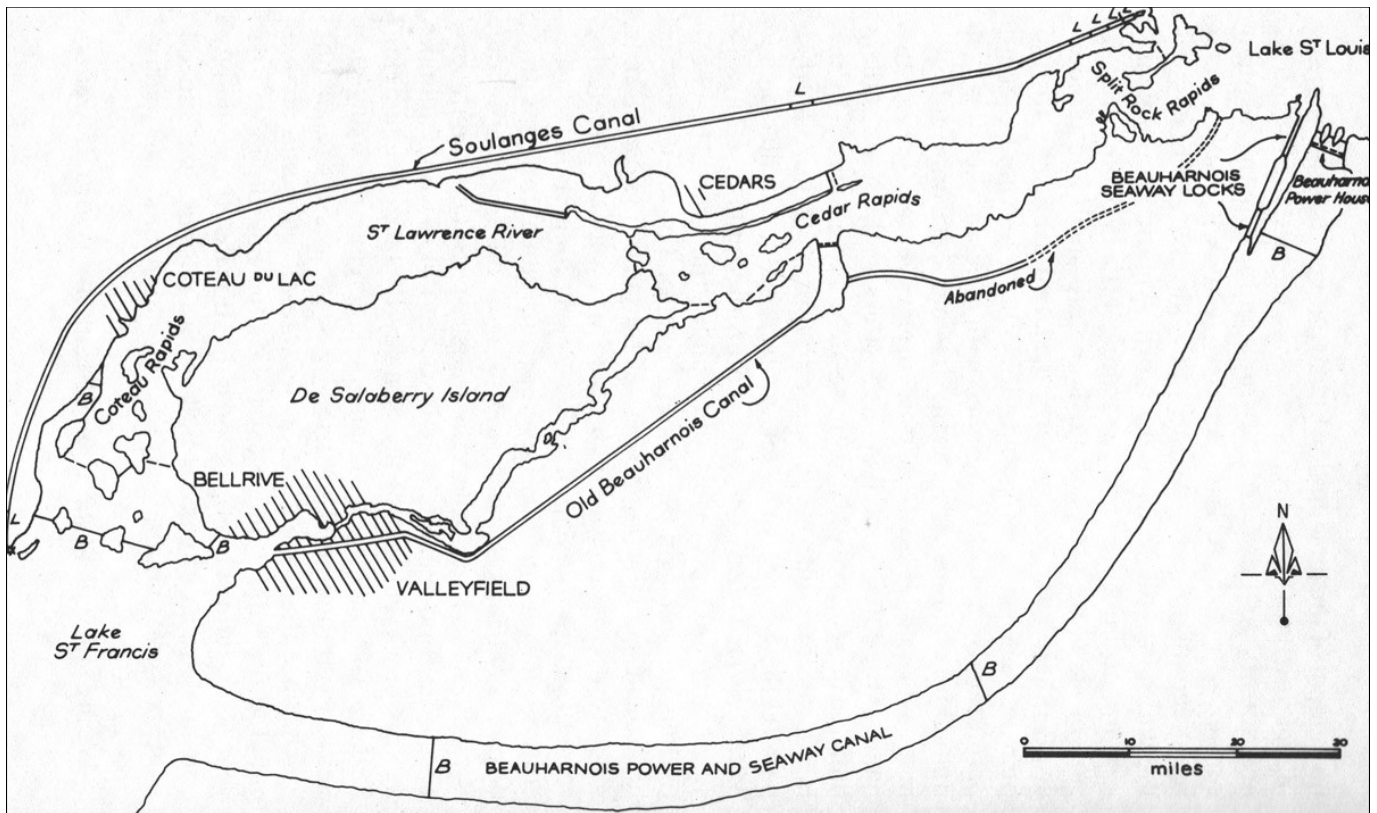 Lake Sᵀ Louis
L L L L
L
Split Rock Rapids
Soulanges Canal
CEDARS
BEAUHARNOIS
SEAWAY LOCKS
Beauharno
Power House
Cedar Rapids
Sᵀ Lawrence River
B
COTEAU DU LAC
Abandoned
Coteau Rapids
B
De Salaberry Island
Old Beauharnois Canal
BELLRIVE
L
B
B
N
VALLEYFIELD
Lake
Sᵀ Francis
B
B
BEAUHARNOIS POWER AND SEAWAY CANAL
0 10 20 30
miles